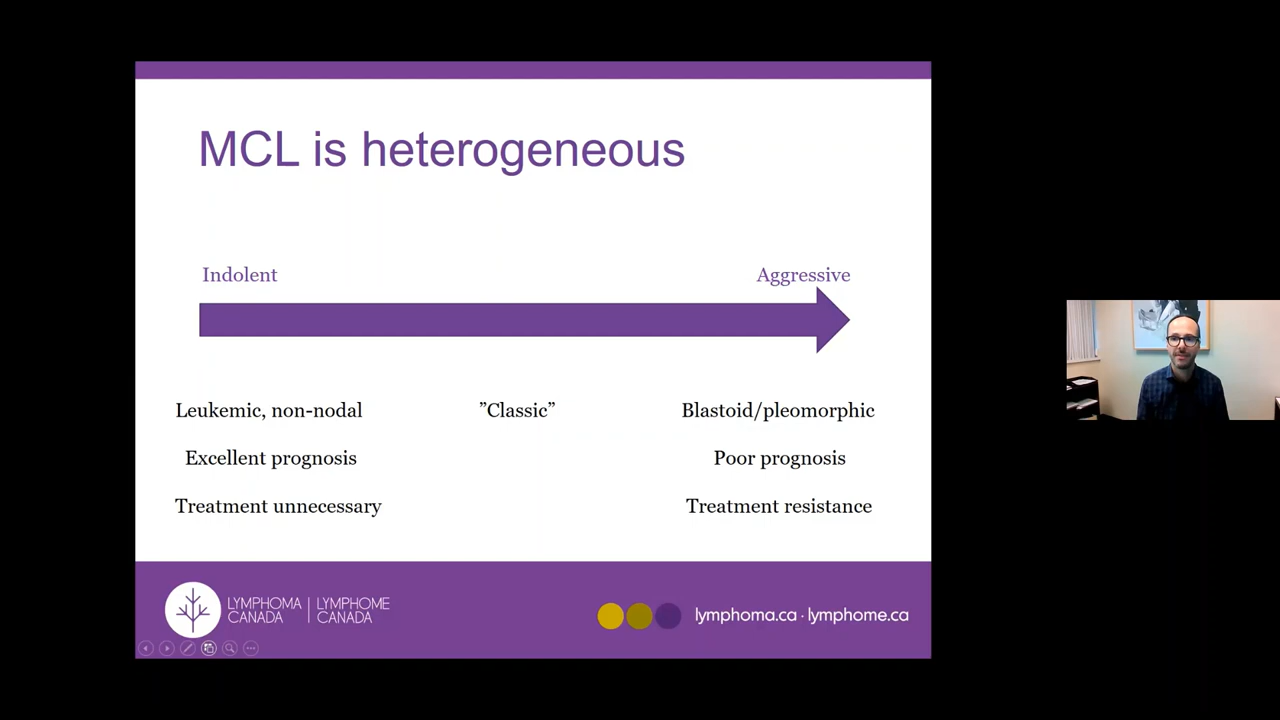 MCL is heterogeneous
Indolent
Aggressive
Leukemic, non-nodal
”Classic”
Blastoid/pleomorphic
Excellent prognosis
Poor prognosis
Treatment unnecessary
Treatment resistance
LYMPHOMA | LYMPHOME
CANADA | CANADA
lymphoma.ca · lymphome.ca